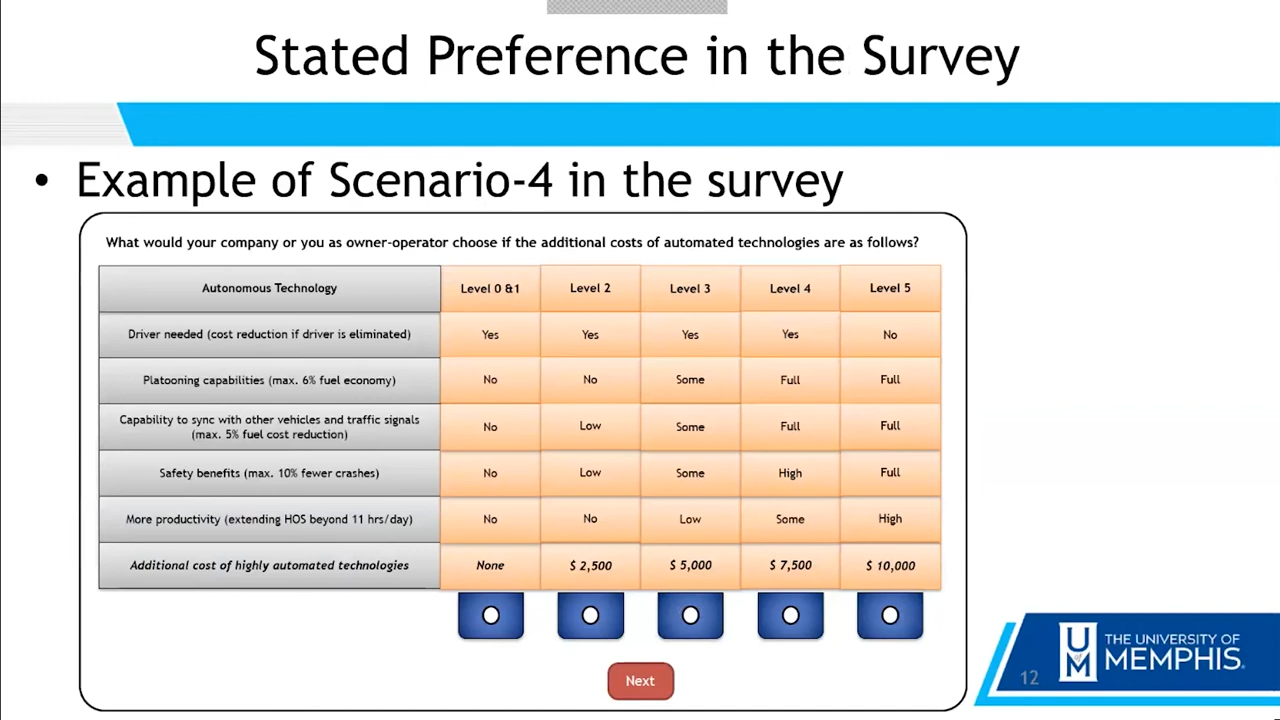 Stated Preference in the Survey
• Example of Scenario-4 in the survey
What would your company or you as owner-operator choose if the additional costs of automated technologies are as follows?
Autonomous Technology Level 0 &1 Level 2 Level 3 Level 4 Level 5
Driver needed (cost reduction if driver is eliminated) Yes Yes Yes Yes No
Platooning capabilities (max. 6% fuel economy) No No Some Full Full
Capability to sync with other vehicles and traffic signals
(max. 5% fuel cost reduction) No Low Some Full Full
Safety benefits (max. 10% fewer crashes) No Low Some High Full
More productivity (extending HOS beyond 11 hrs/day) No No Low Some High
Additional cost of highly automated technologies None $ 2,500 $ 5,000 $ 7,500 $ 10,000
Next
12
UofM
THE UNIVERSITY OF
MEMPHIS.